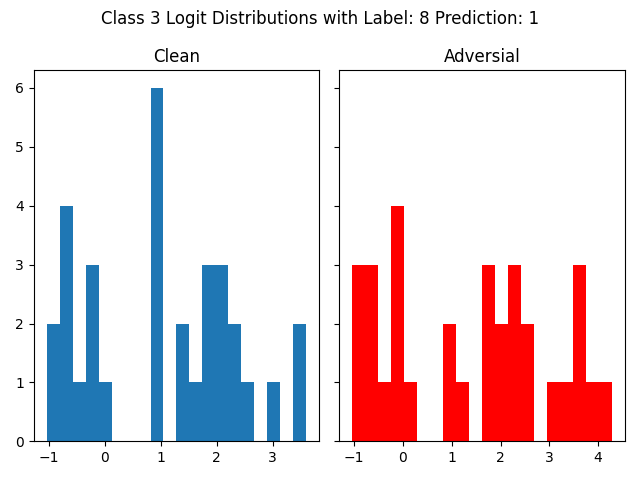 Class 3 Logit Distributions with Label: 8 Prediction: 1
Clean
Adversial
6
5
4
3
2
1
0
−1 0 1 2 3
−1 0 1 2 3 4